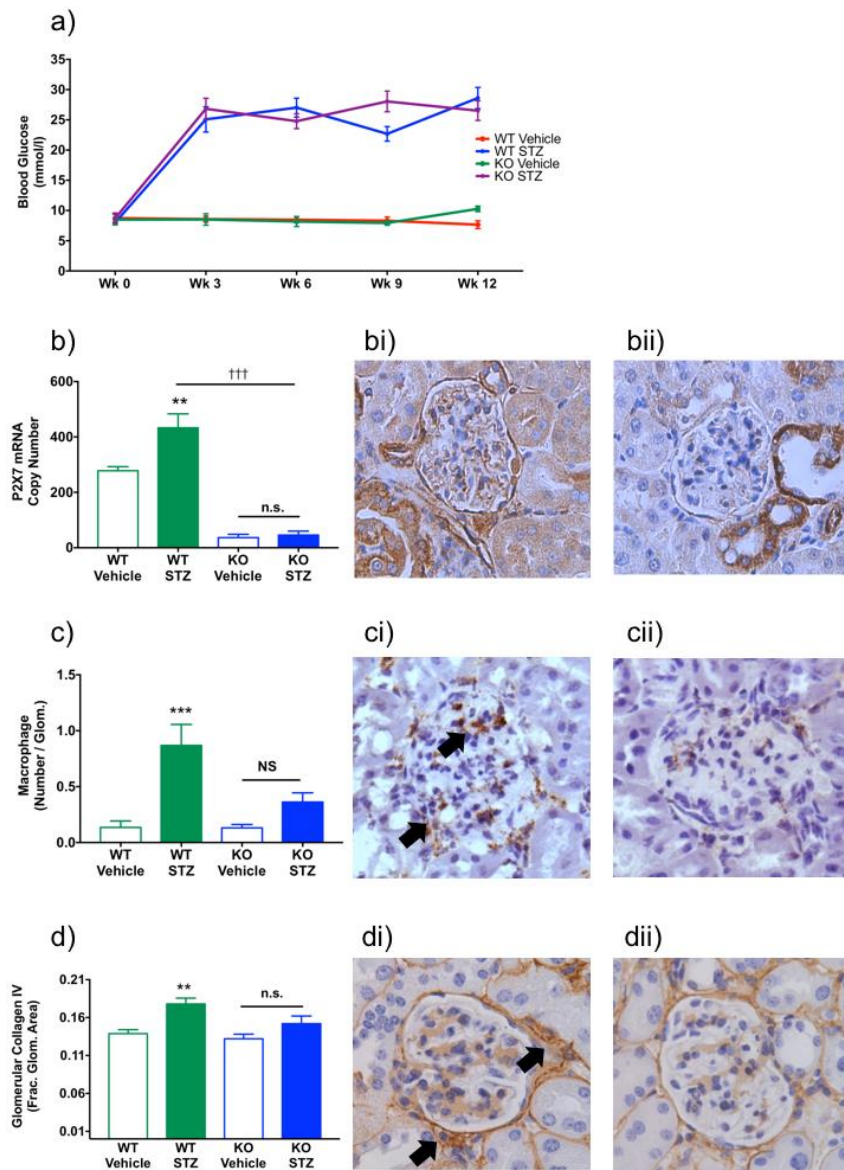 a)
Blood Glucose
(mmol/l)
35
30
25
20
15
10
5
0
Wk 0 Wk 3 Wk 6 Wk 9 Wk 12
WT Vehicle
WT STZ
KO Vehicle
KO STZ
b) bi) bii)
P2X7 mRNA
Copy Number
600
400
200
0
†††
**
n.s.
WT WT KO KO
Vehicle STZ Vehicle STZ
c) ci) cii)
Macrophage
(Number / Glom.)
1.5
1.0
0.5
0.0
***
NS
WT WT KO KO
Vehicle STZ Vehicle STZ
d) di) dii)
Glomerular Collagen IV
(Frac. Glom. Area)
0.21
0.16
0.11
0.06
0.01
**
n.s.
WT WT KO KO
Vehicle STZ Vehicle STZ